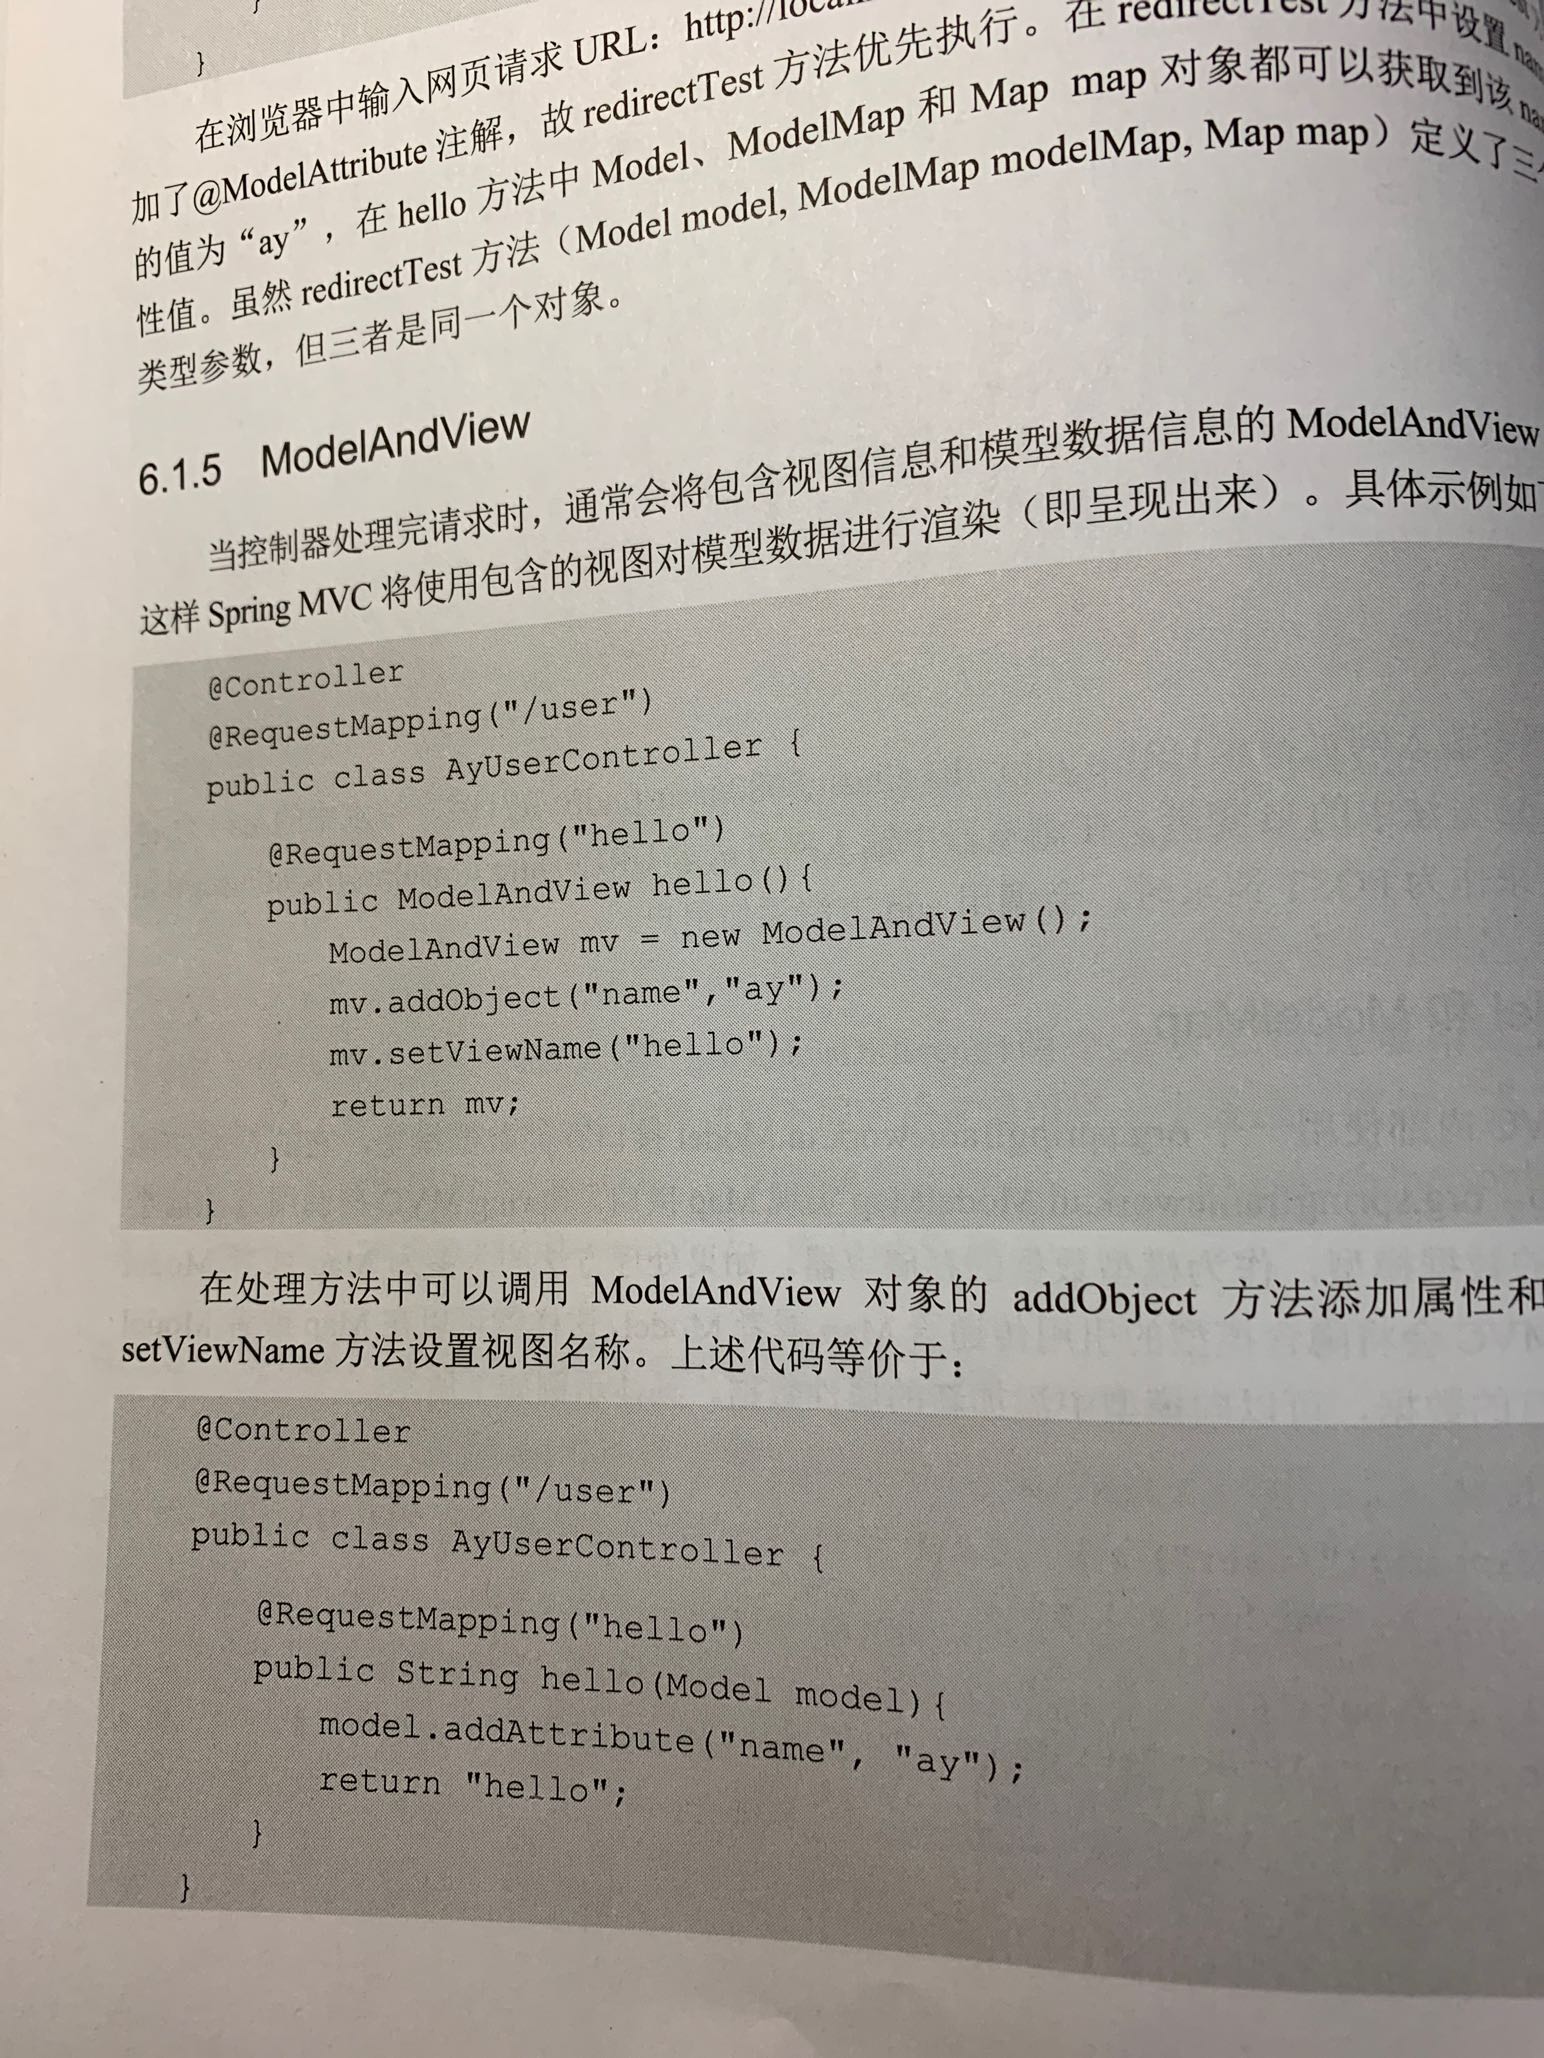 }
在浏览器中输入网页请求 URL：http://loca
加了@ModelAttribute 注解，故 redirectTest 方法优先执行。在 redirectTest 方法中设置 nam
的值为“ay”，在 hello 方法中 Model、ModelMap 和 Map map 对象都可以获取到该 na
性值。虽然 redirectTest 方法（Model model, ModelMap modelMap, Map map）定义了三
类型参数，但三者是同一个对象。
6.1.5 ModelAndView
当控制器处理完请求时，通常会将包含视图信息和模型数据信息的 ModelAndView
这样 Spring MVC 将使用包含的视图对模型数据进行渲染（即呈现出来）。具体示例如
@Controller
@RequestMapping("/user")
public class AyUserController {
@RequestMapping("hello")
public ModelAndView hello(){
ModelAndView mv = new ModelAndView();
mv.addObject("name","ay");
mv.setViewName("hello");
return mv;
}
}
在处理方法中可以调用 ModelAndView 对象的 addObject 方法添加属性和
setViewName 方法设置视图名称。上述代码等价于：
@Controller
@RequestMapping("/user")
public class AyUserController {
@RequestMapping("hello")
public String hello(Model model){
model.addAttribute("name", "ay");
return "hello";
}
}